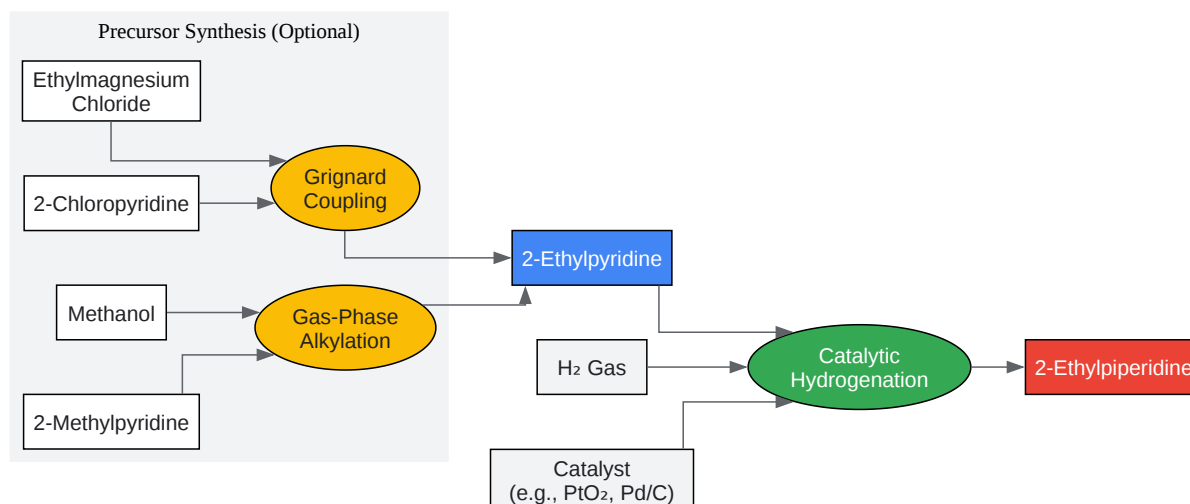 Precursor Synthesis (Optional)
Ethylmagnesium
Chloride
Grignard
Coupling
2-Chloropyridine
2-Ethylpyridine
Methanol
Gas-Phase
Alkylation
2-Methylpyridine
H₂ Gas
Catalytic
Hydrogenation
2-Ethylpiperidine
Catalyst
(e.g., PtO₂, Pd/C)